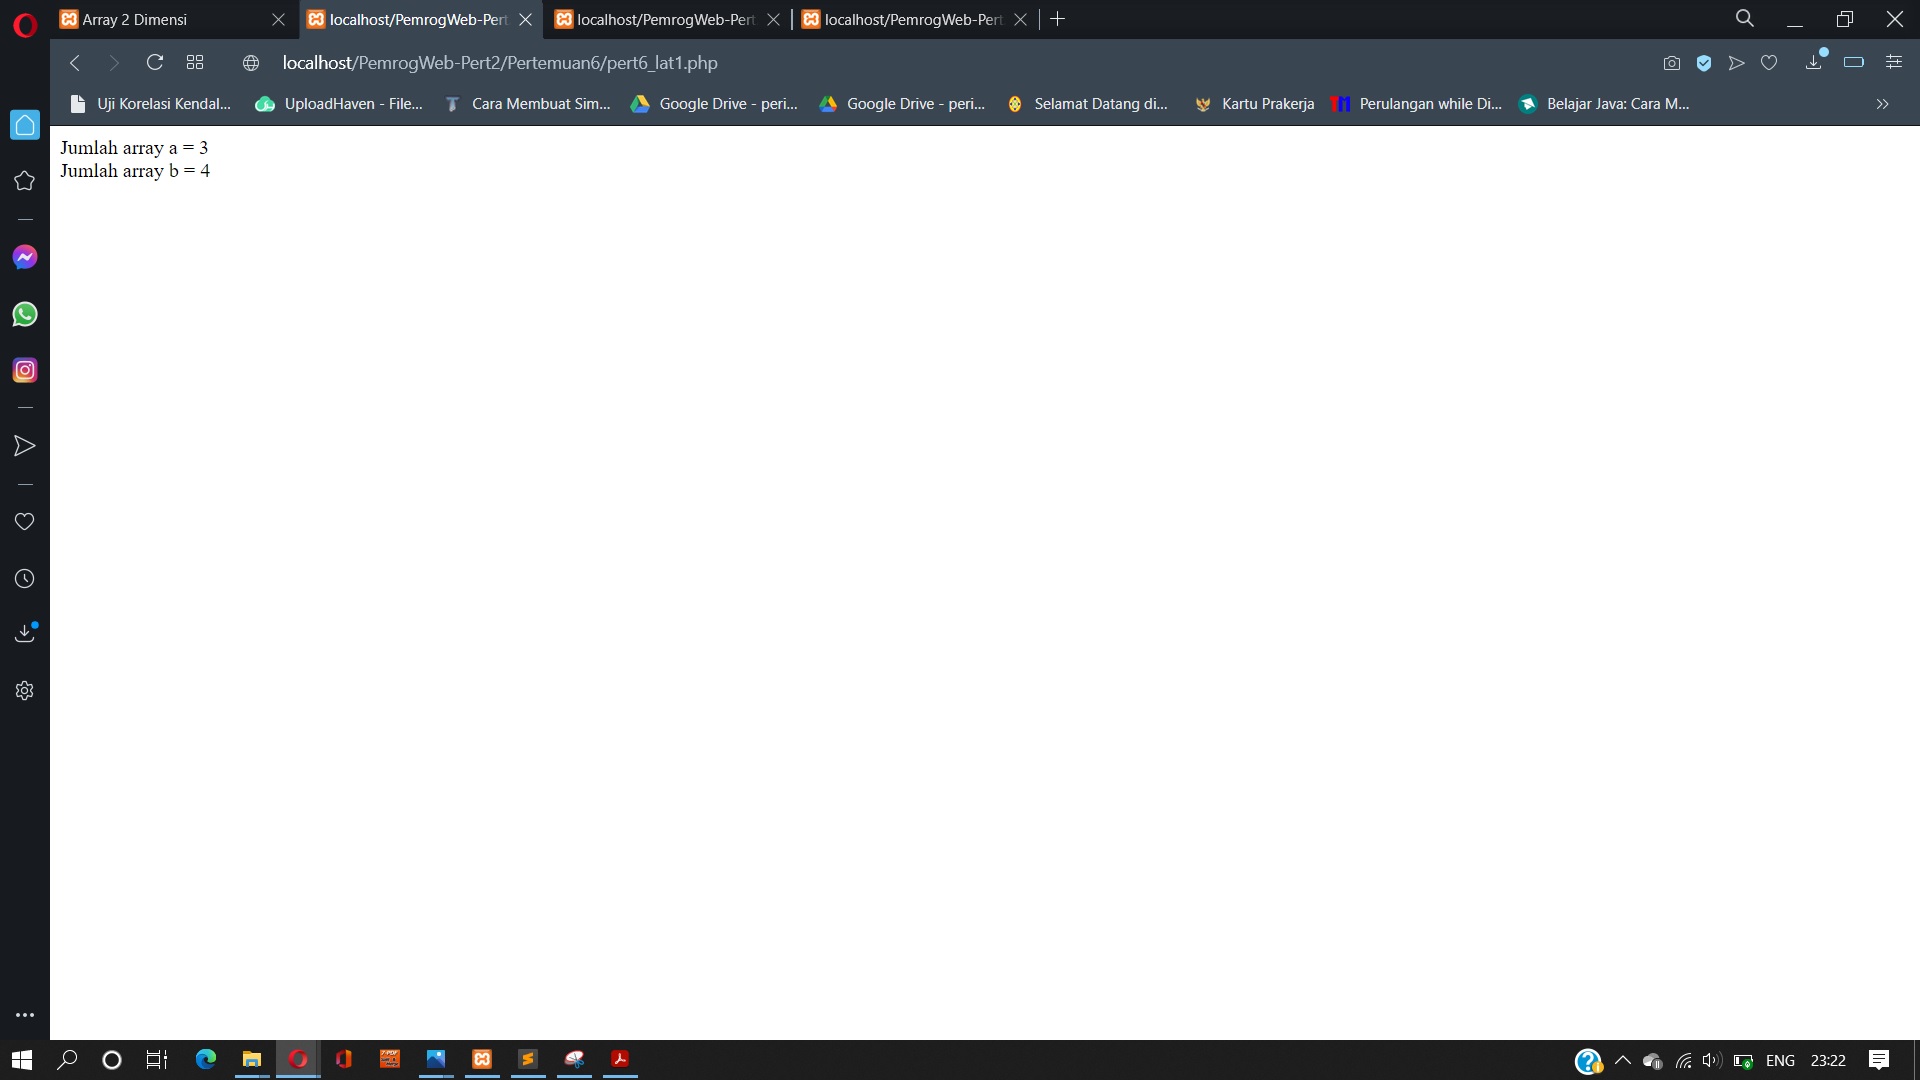 Array 2 Dimensi
localhost/PemrogWeb-Pert
localhost/PemrogWeb-Pert
localhost/PemrogWeb-Pert
localhost/PemrogWeb-Pert2/Pertemuan6/pert6_lat1.php
Uji Korelasi Kendal...
UploadHaven - File...
Cara Membuat Sim...
Google Drive - peri...
Google Drive - peri...
Selamat Datang di...
Kartu Prakerja
TM
Perulangan while Di...
Belajar Java: Cara M...
Jumlah array a = 3
Jumlah array b = 4
ENG
23:22